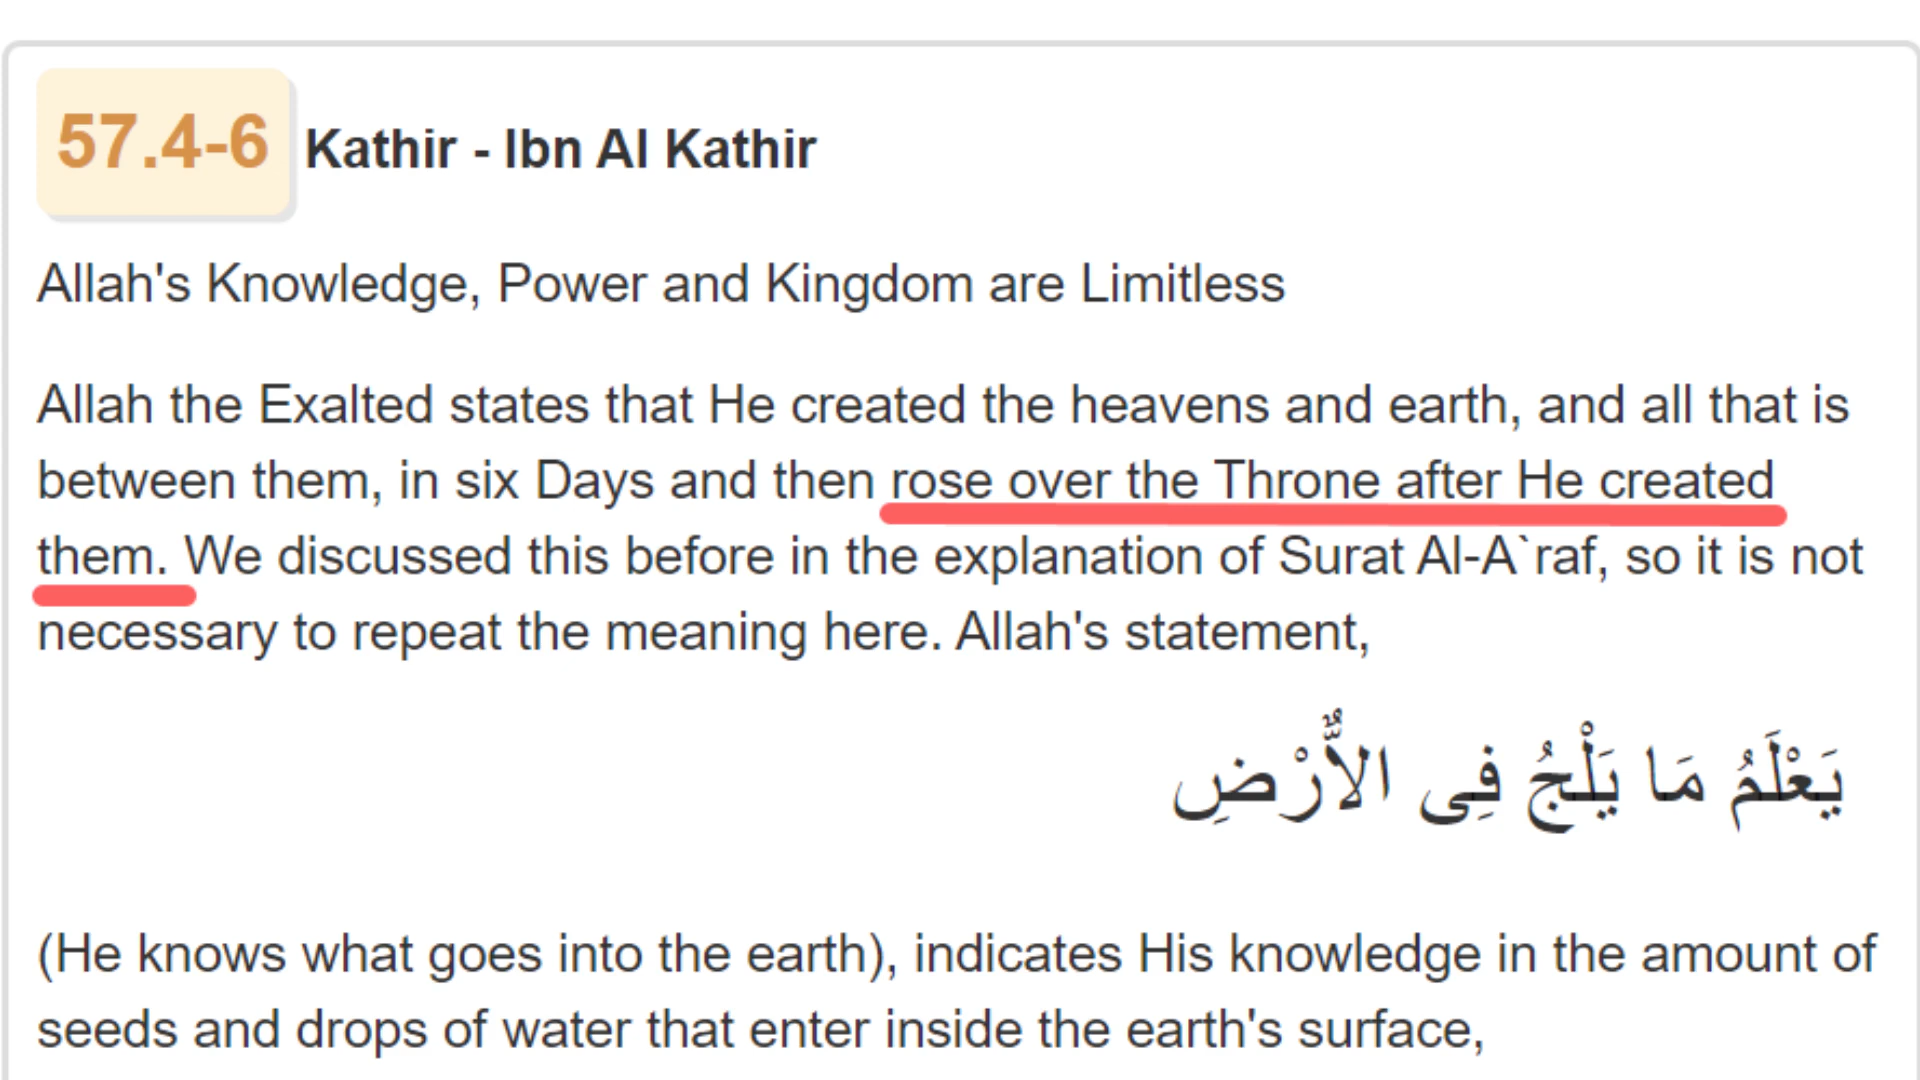 57.4-6 Kathir - Ibn Al Kathir
Allah's Knowledge, Power and Kingdom are Limitless
Allah the Exalted states that He created the heavens and earth, and all that is
between them, in six Days and then rose over the Throne after He created
them. We discussed this before in the explanation of Surat Al-A`raf, so it is not
necessary to repeat the meaning here. Allah's statement,
يَعْلَمُ مَا يَلْجُ فِى الاٌّرْضِ
(He knows what goes into the earth), indicates His knowledge in the amount of
seeds and drops of water that enter inside the earth's surface,